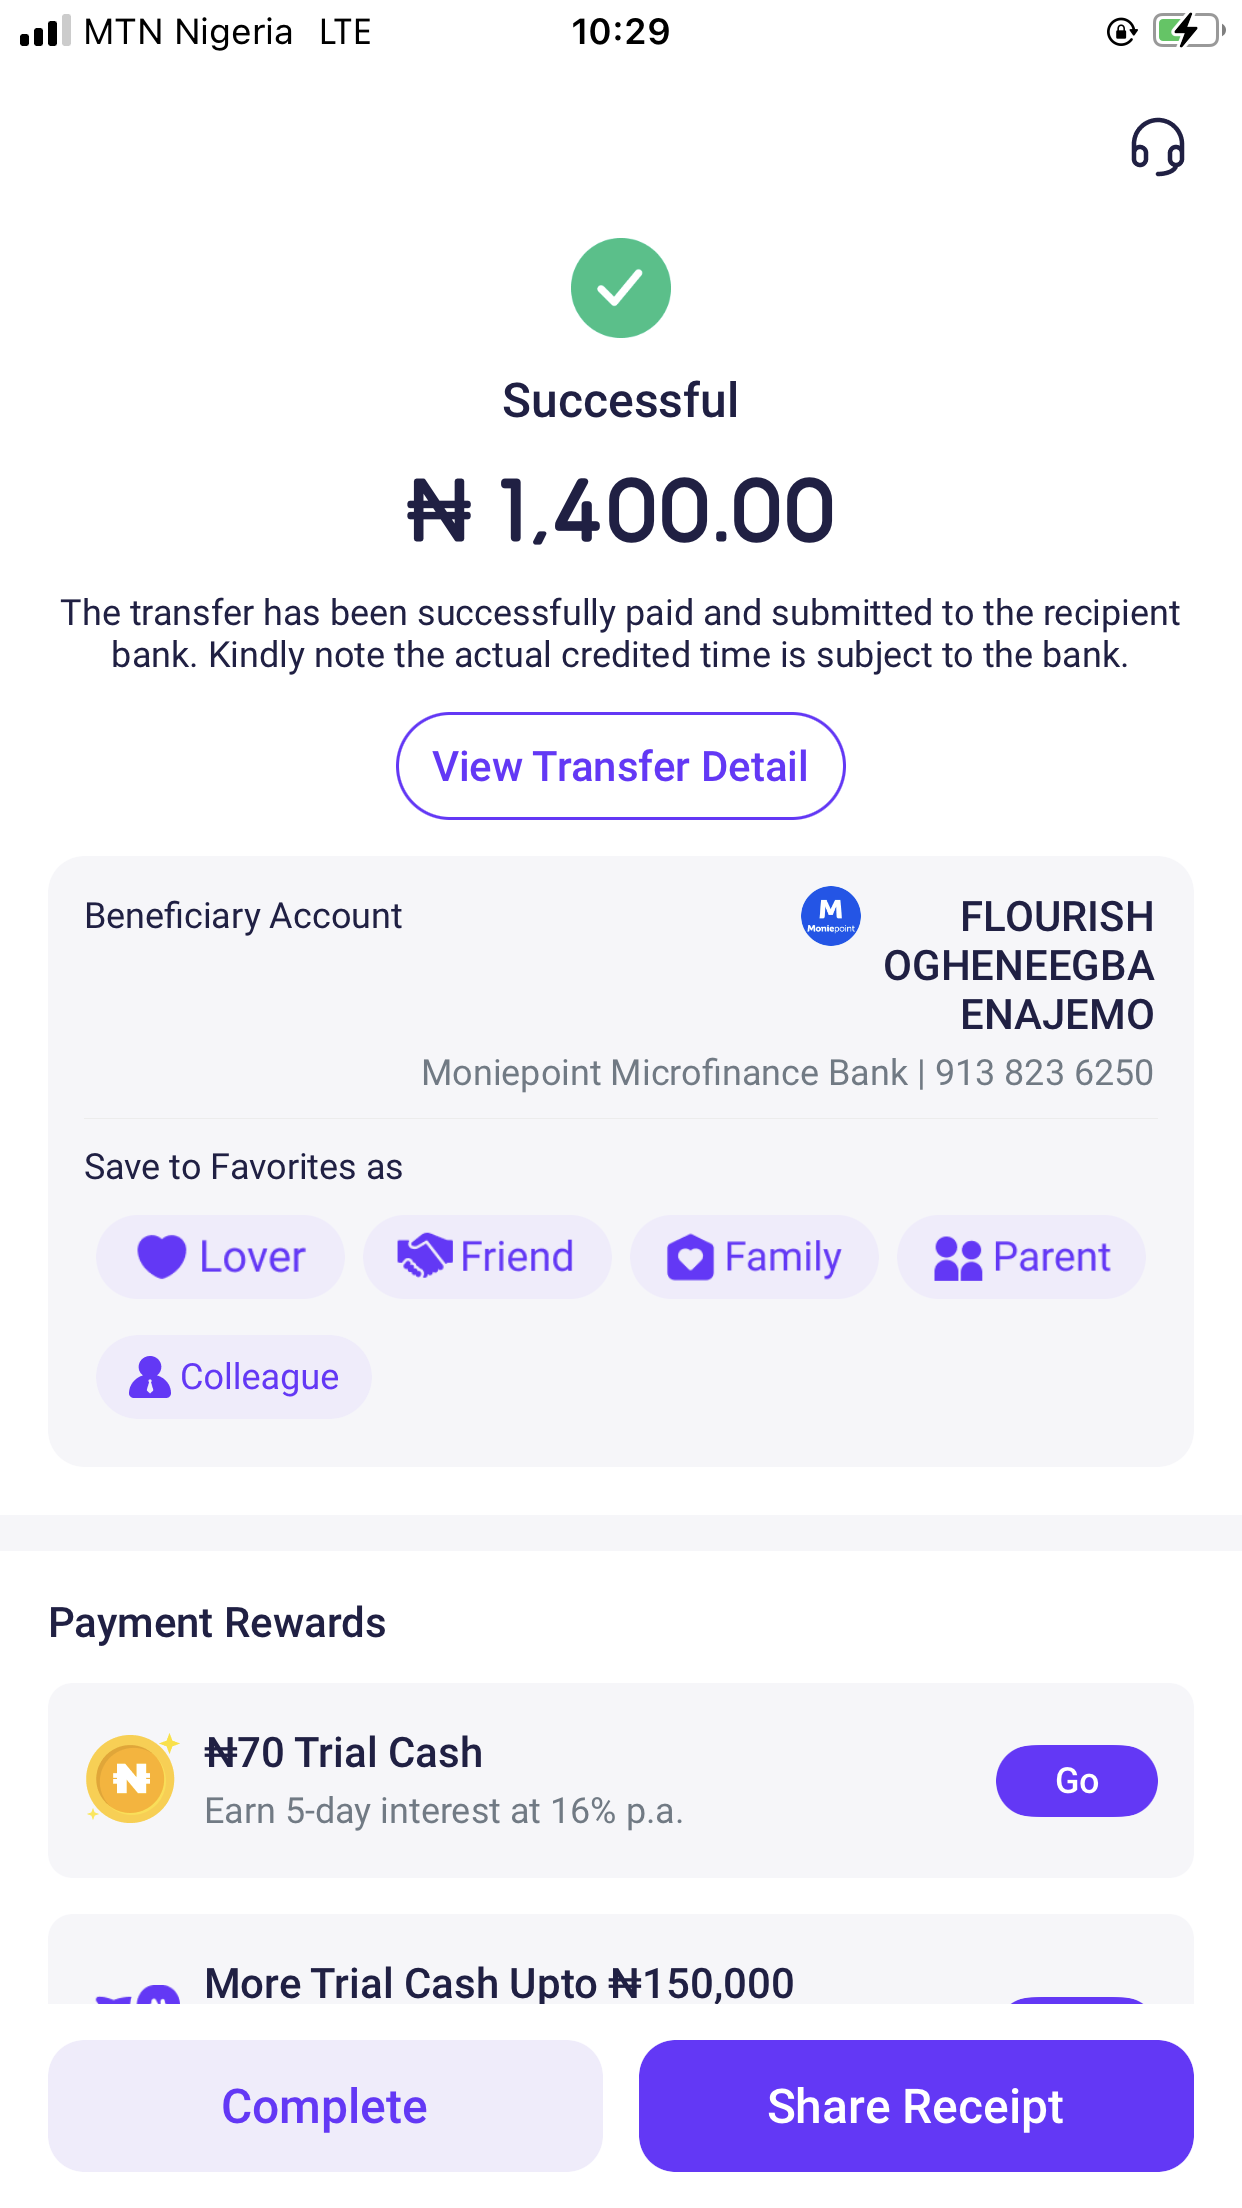 MTN Nigeria LTE 10:29
Successful
₦ 1,400.00
The transfer has been successfully paid and submitted to the recipient
bank. Kindly note the actual credited time is subject to the bank.
View Transfer Detail
Beneficiary Account
M
Moniepoint
FLOURISH
OGHENEEGBA
ENAJEMO
Moniepoint Microfinance Bank | 913 823 6250
Save to Favorites as
Lover Friend Family Parent
Colleague
Payment Rewards
₦70 Trial Cash
Earn 5-day interest at 16% p.a.
Go
More Trial Cash Upto ₦150,000
Complete Share Receipt